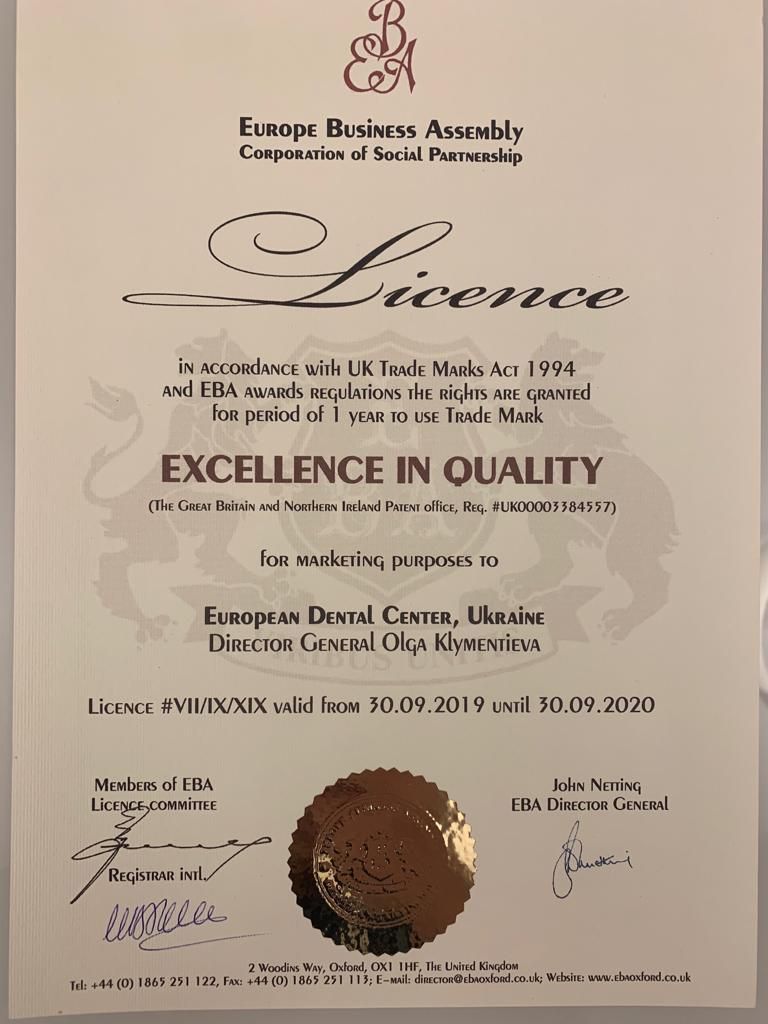 EBA
Europe Business Assembly
Corporation of Social Partnership
Licence
in accordance with UK Trade Marks Act 1994
and EBA awards regulations the rights are granted
for period of 1 year to use Trade Mark
EXCELLENCE IN QUALITY
(The Great Britain and Northern Ireland Patent office, Reg. #UK00003384557)
for marketing purposes to
European Dental Center, Ukraine
Director General Olga Klymentieva
Licence #VII/IX/XIX valid from 30.09.2019 until 30.09.2020
Members of EBA
Licence committee
John Netting
EBA Director General
Registrar intl.
2 Woodins Way, Oxford, OX1 1HF, The United Kingdom
Tel: +44 (0) 1865 251 122, Fax: +44 (0) 1865 251 113; E-mail: director@ebaoxford.co.uk; Website: www.ebaoxford.co.uk